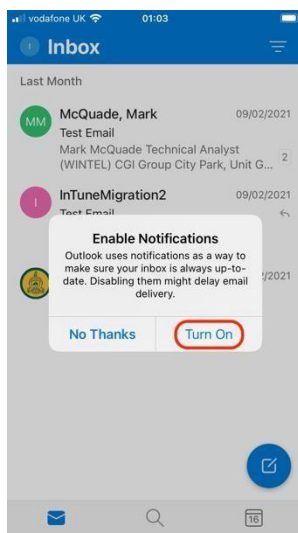 vodafone UK 01:03
I Inbox
Last Month
MM McQuade, Mark 09/02/2021
Test Email
Mark McQuade Technical Analyst
(WINTEL) CGI Group City Park, Unit G... 2
I InTuneMigration2 09/02/2021
Test Email
/2021
Enable Notifications
Outlook uses notifications as a way to
make sure your inbox is always up-to-
date. Disabling them might delay email
delivery.
No Thanks Turn On
16